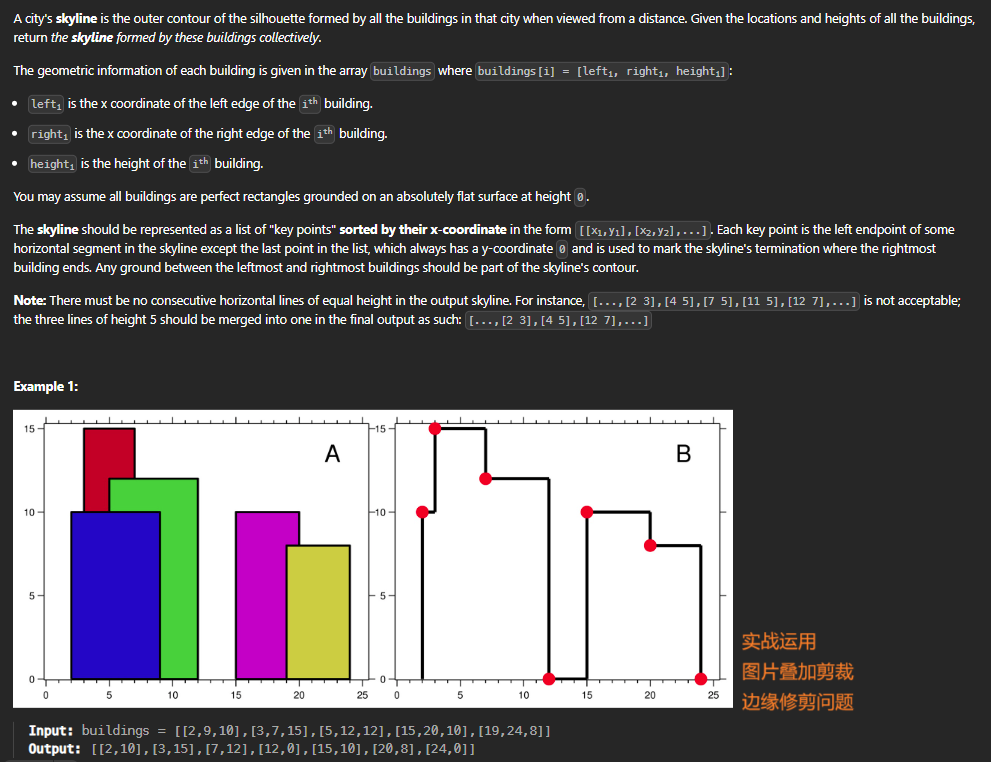 A city's skyline is the outer contour of the silhouette formed by all the buildings in that city when viewed from a distance. Given the locations and heights of all the buildings,
return the skyline formed by these buildings collectively.
The geometric information of each building is given in the array buildings where buildings[i] = [leftᵢ, rightᵢ, heightᵢ]:
• leftᵢ is the x coordinate of the left edge of the iᵗʰ building.
• rightᵢ is the x coordinate of the right edge of the iᵗʰ building.
• heightᵢ is the height of the iᵗʰ building.
You may assume all buildings are perfect rectangles grounded on an absolutely flat surface at height 0.
The skyline should be represented as a list of "key points" sorted by their x-coordinate in the form [[x₁,y₁],[x₂,y₂],...]. Each key point is the left endpoint of some
horizontal segment in the skyline except the last point in the list, which always has a y-coordinate 0 and is used to mark the skyline's termination where the rightmost
building ends. Any ground between the leftmost and rightmost buildings should be part of the skyline's contour.
Note: There must be no consecutive horizontal lines of equal height in the output skyline. For instance, [...,[2 3],[4 5],[7 5],[11 5],[12 7],...] is not acceptable;
the three lines of height 5 should be merged into one in the final output as such: [...,[2 3],[4 5],[12 7],...]
Example 1:
15 15
A B
10 10
5 5
0 0
0 5 10 15 20 25 0 5 10 15 20 25
实战运用
图片叠加剪裁
边缘修剪问题
Input: buildings = [[2,9,10],[3,7,15],[5,12,12],[15,20,10],[19,24,8]]
Output: [[2,10],[3,15],[7,12],[12,0],[15,10],[20,8],[24,0]]